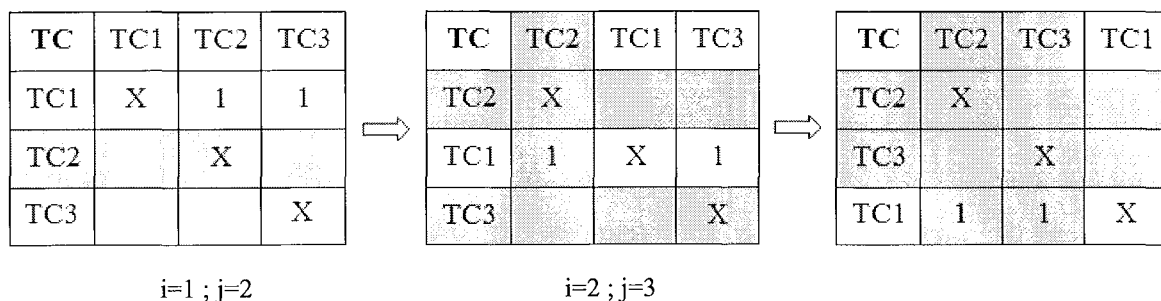 TC TC1 TC2 TC3
TC1 X 1 1
TC2 X
TC3 X
i=1 ; j=2
TC TC2 TC1 TC3
TC2 X
TC1 1 X 1
TC3 X
i=2 ; j=3
TC TC2 TC3 TC1
TC2 X
TC3 X
TC1 1 1 X